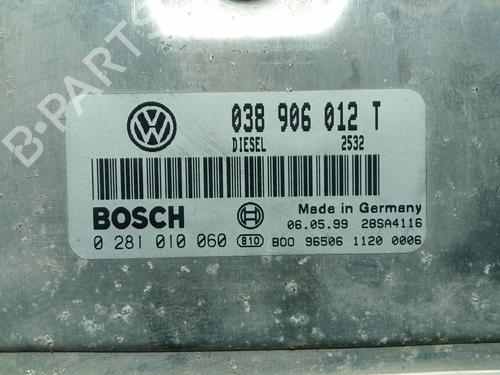 B-PARTS
038 906 012 T
DIESEL 2532
BOSCH Made in Germany
06.05.99 28SA4116
0 281 010 060 B10 B00 96506 1120 0006